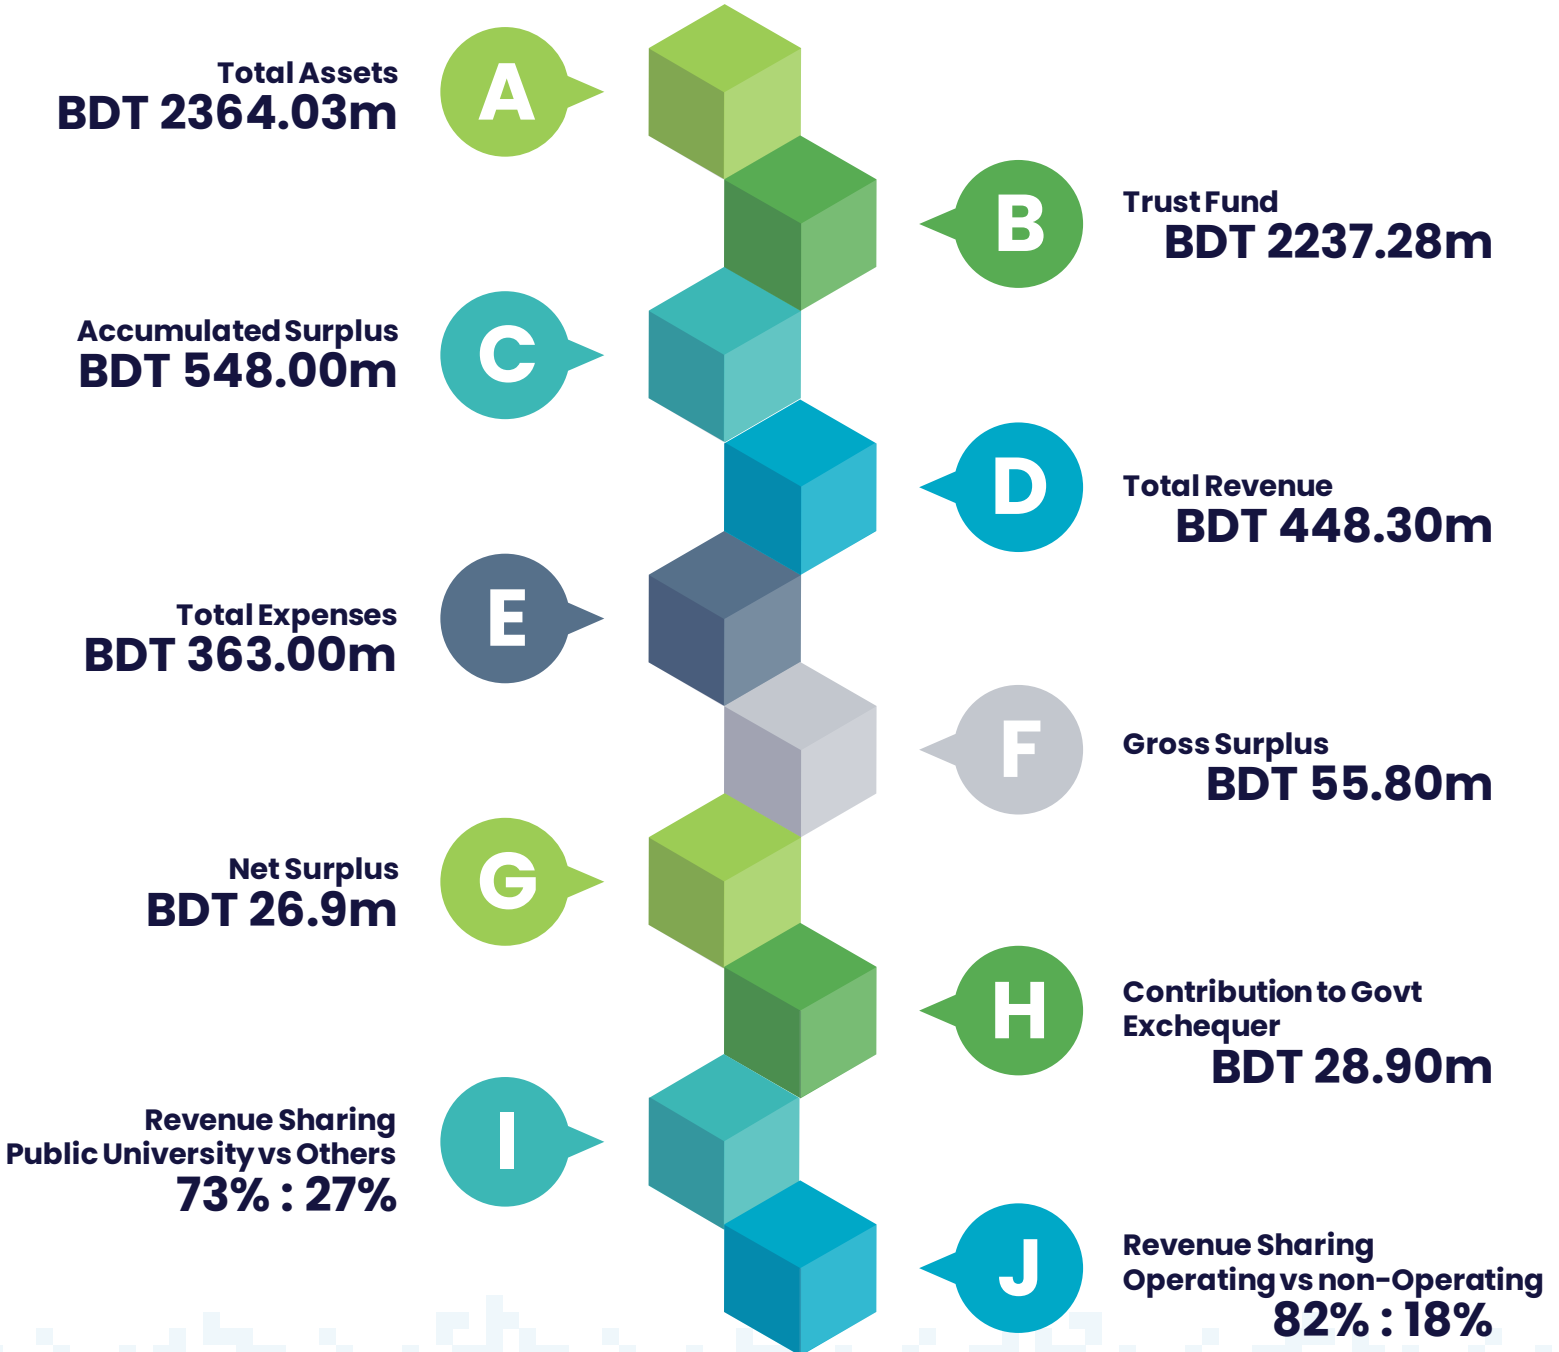 Total Assets
BDT 2364.03m
A
B
Trust Fund
BDT 2237.28m
Accumulated Surplus
BDT 548.00m
C
D
Total Revenue
BDT 448.30m
Total Expenses
BDT 363.00m
E
F
Gross Surplus
BDT 55.80m
Net Surplus
BDT 26.9m
G
H
Contribution to Govt
Exchequer
BDT 28.90m
Revenue Sharing
Public University vs Others
73% : 27%
I
J
Revenue Sharing
Operating vs non-Operating
82% : 18%